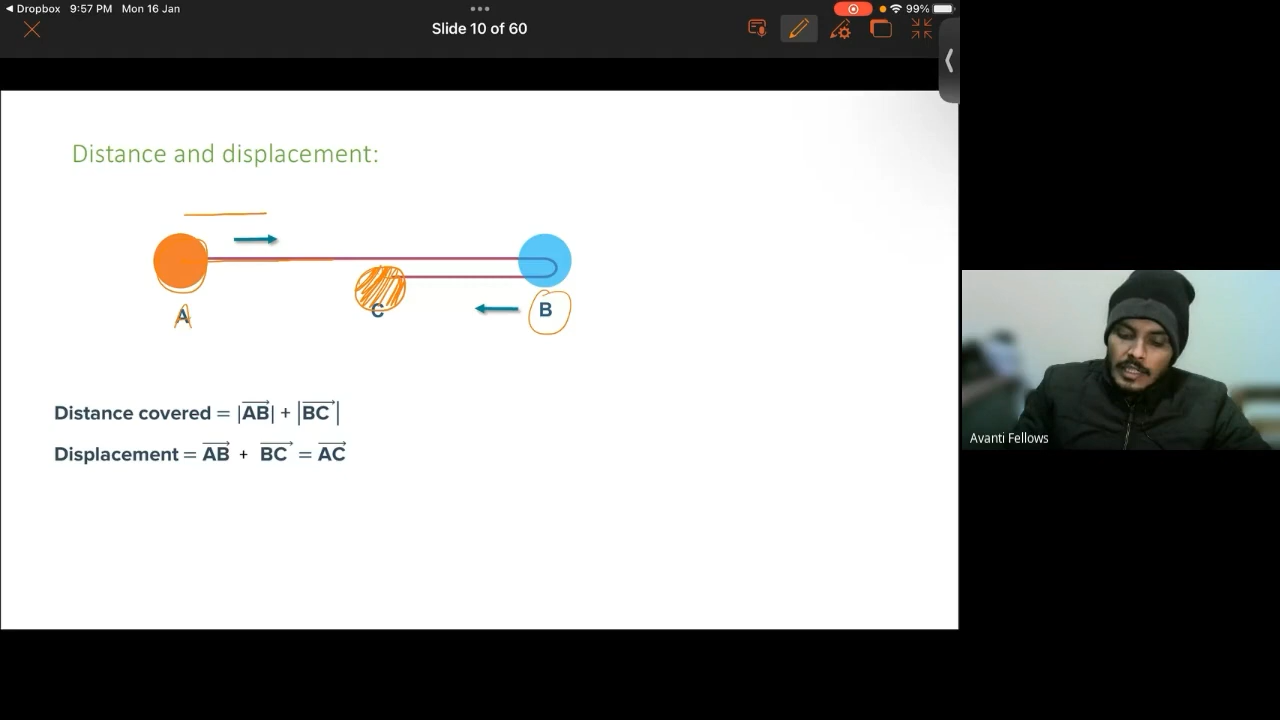 Dropbox 9:57 PM Mon 16 Jan
99%
Slide 10 of 60
Distance and displacement:
A
C
B
Distance covered = |AB| + |BC|
Displacement = AB + BC = AC
Avanti Fellows